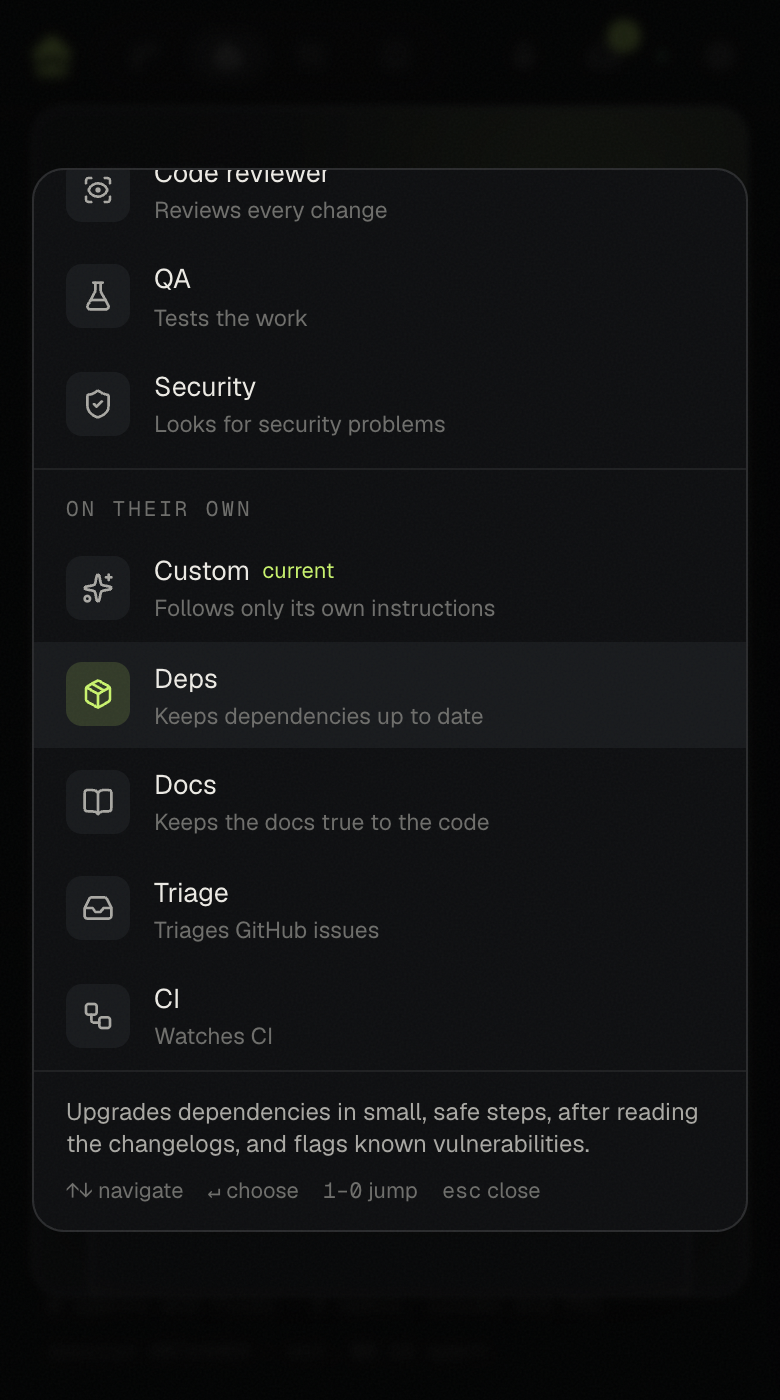 Code reviewer
Reviews every change
QA
Tests the work
Security
Looks for security problems
ON THEIR OWN
Custom current
Follows only its own instructions
Deps
Keeps dependencies up to date
Docs
Keeps the docs true to the code
Triage
Triages GitHub issues
CI
Watches CI
Upgrades dependencies in small, safe steps, after reading
the changelogs, and flags known vulnerabilities.
↑↓ navigate ↵ choose 1–0 jump esc close